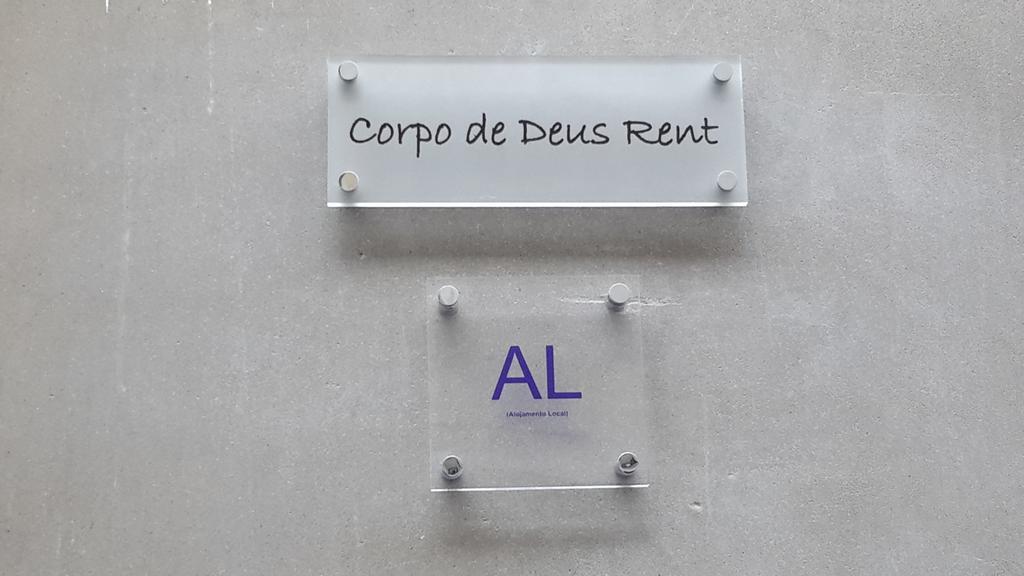 Corpo de Deus Rent
AL
(Alojamento Local)